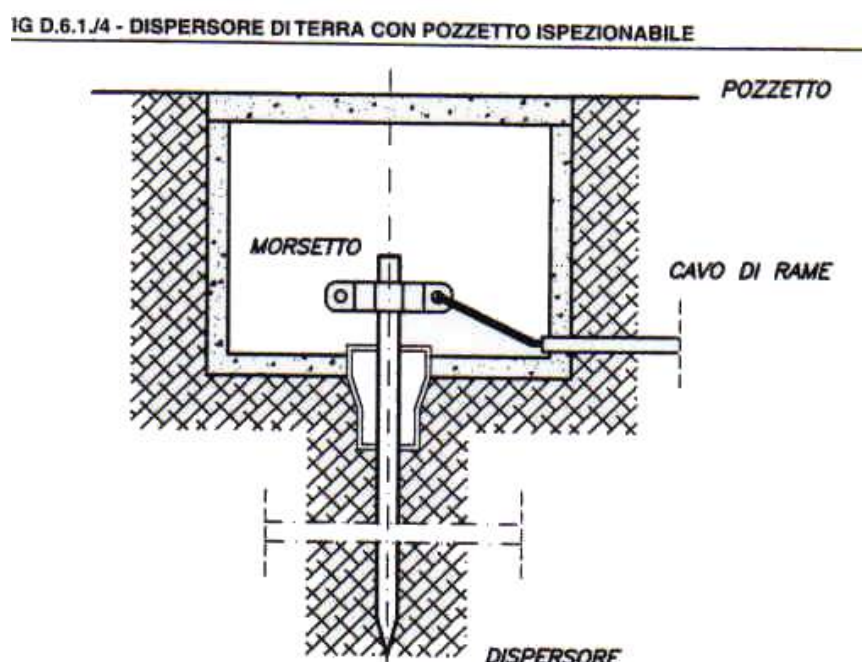 IG D.6.1./4 - DISPERSORE DI TERRA CON POZZETTO ISPEZIONABILE
POZZETTO
MORSETTO
CAVO DI RAME
DISPERSORE